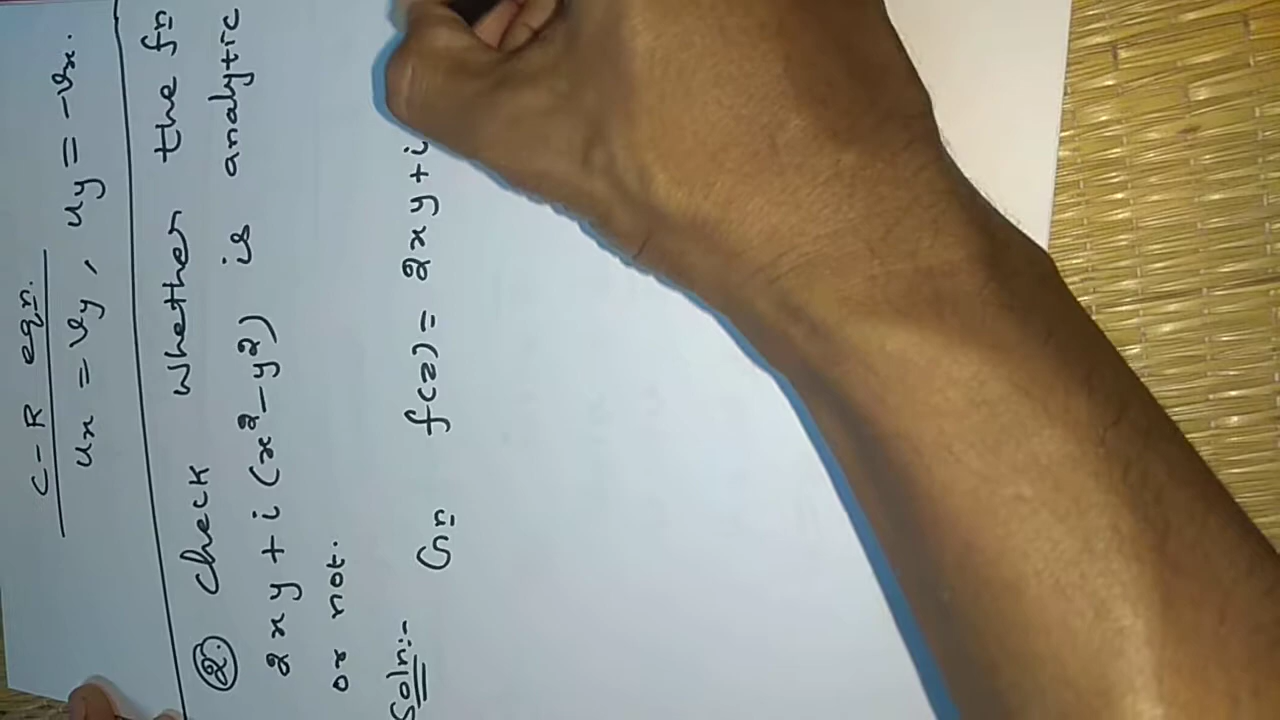 C-R eqn.
ux = vy, uy = -vx.
2. Check whether the fn
2xy + i(x²-y²) is analytic
or not.
Soln:- Gn f(z) = 2xy + i